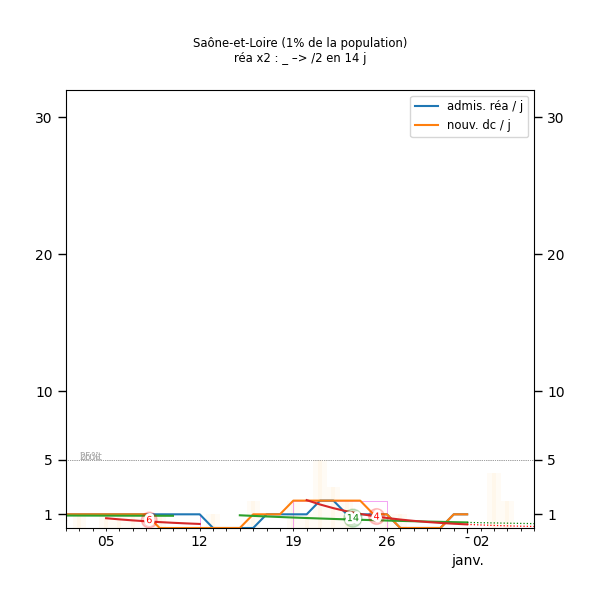 Saône-et-Loire (1% de la population)
réa x2 : _ –> /2 en 14 j
admis. réa / j
nouv. dc / j
30 30
20 20
10 10
25%
5 5
1 1
6 14 4
05 12 19 26 - 02
janv.